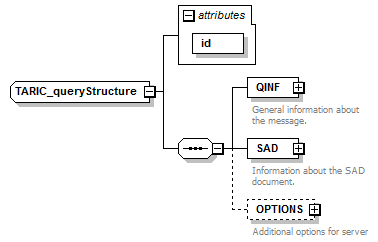 attributes
id
TARIC_queryStructure
QINF
General information about
the message.
SAD
Information about the SAD
document.
OPTIONS
Additional options for server